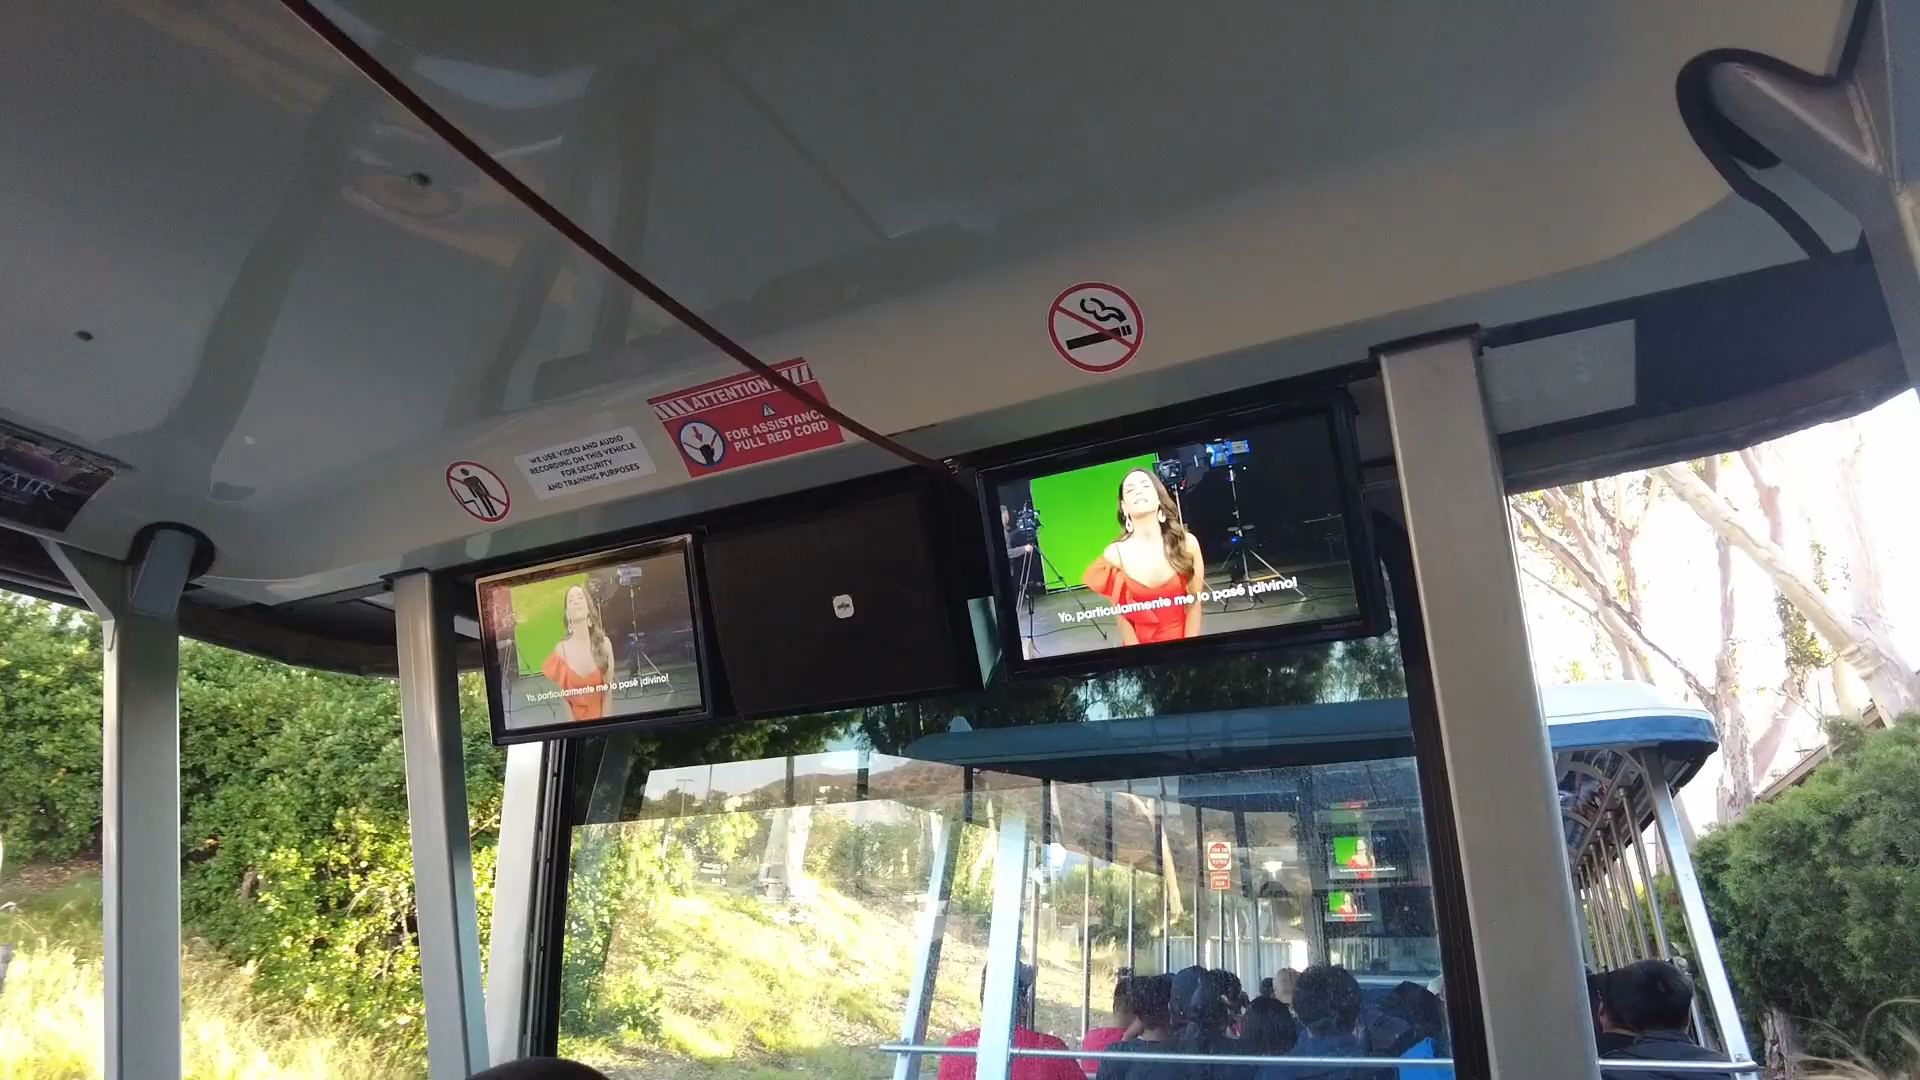 ATTENTION
FOR ASSISTANCE
PULL RED CORD
WE USE VIDEO AND AUDIO
RECORDING ON THIS VEHICLE
FOR SECURITY
AND TRAINING PURPOSES
Yo, particularmente me lo pasé ¡divino!
Yo, particularmente me lo pasé ¡divino!